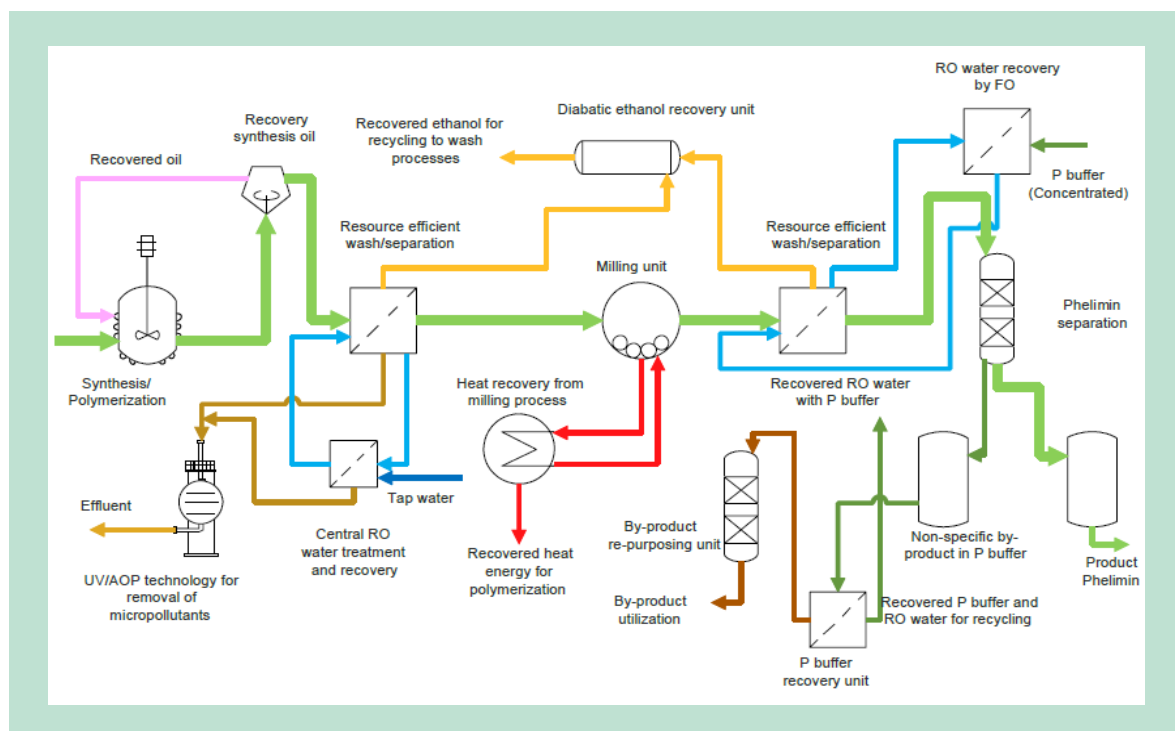 RO water recovery
by FO
Diabatic ethanol recovery unit
Recovery
synthesis oil
Recovered ethanol for
recycling to wash
processes
Recovered oil
P buffer
(Concentrated)
Resource efficient
wash/separation
Resource efficient
wash/separation
Milling unit
Phelimin
separation
Synthesis/
Polymerization
Heat recovery from
milling process
Recovered RO water
with P buffer
Tap water
Effluent
Central RO
water treatment
and recovery
Recovered heat
energy for
polymerization
By-product
re-purposing unit
Non-specific by-
product in P buffer
Product
Phelimin
UV/AOP technology for
removal of
micropollutants
By-product
utilization
Recovered P buffer and
RO water for recycling
P buffer
recovery unit